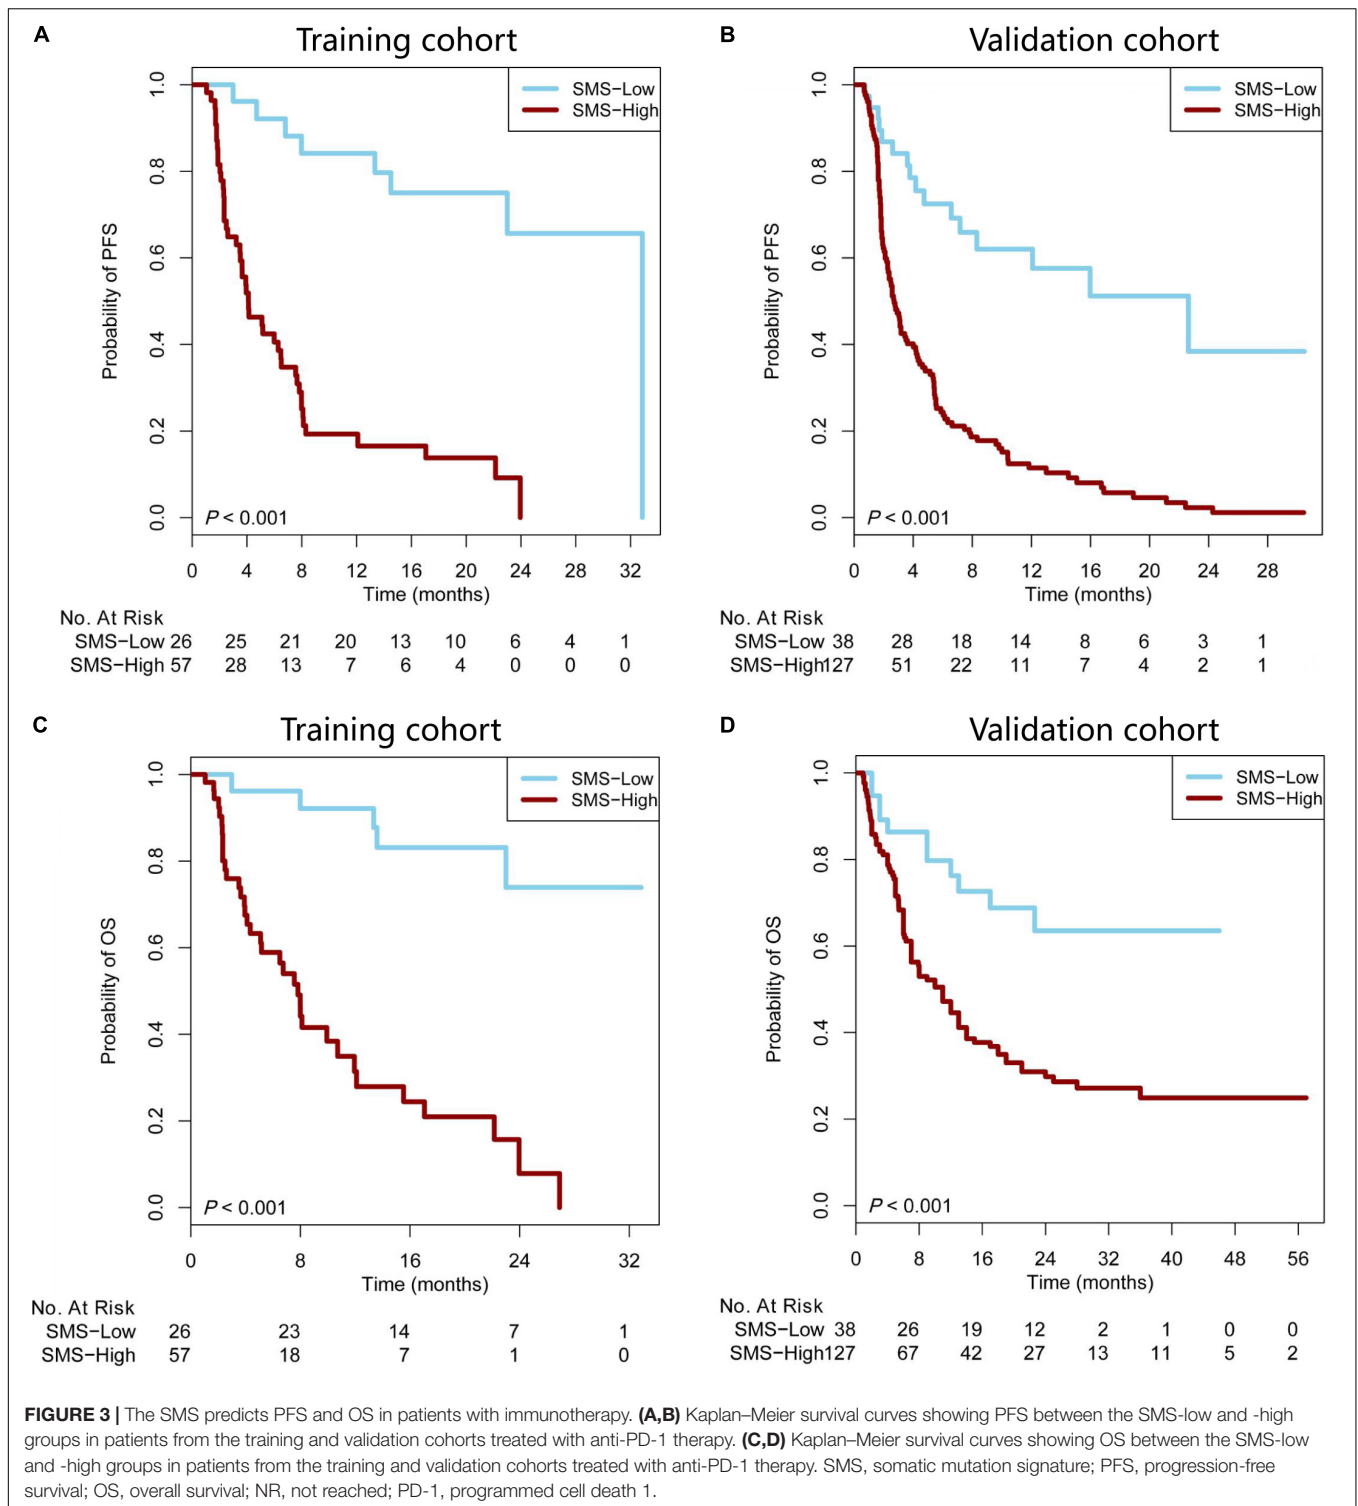 A
Training cohort
SMS-Low
SMS-High
Probability of PFS
1.0
0.8
0.6
0.4
0.2
0.0
P < 0.001
0 4 8 12 16 20 24 28 32
Time (months)
No. At Risk
SMS-Low 26 25 21 20 13 10 6 4 1
SMS-High 57 28 13 7 6 4 0 0 0
B
Validation cohort
SMS-Low
SMS-High
Probability of PFS
1.0
0.8
0.6
0.4
0.2
0.0
P < 0.001
0 4 8 12 16 20 24 28
Time (months)
No. At Risk
SMS-Low 38 28 18 14 8 6 3 1
SMS-High127 51 22 11 7 4 2 1
C
Training cohort
SMS-Low
SMS-High
Probability of OS
1.0
0.8
0.6
0.4
0.2
0.0
P < 0.001
0 8 16 24 32
Time (months)
No. At Risk
SMS-Low 26 23 14 7 1
SMS-High 57 18 7 1 0
D
Validation cohort
SMS-Low
SMS-High
Probability of OS
1.0
0.8
0.6
0.4
0.2
0.0
P < 0.001
0 8 16 24 32 40 48 56
Time (months)
No. At Risk
SMS-Low 38 26 19 12 2 1 0 0
SMS-High127 67 42 27 13 11 5 2
FIGURE 3 | The SMS predicts PFS and OS in patients with immunotherapy. (A,B) Kaplan–Meier survival curves showing PFS between the SMS-low and -high
groups in patients from the training and validation cohorts treated with anti-PD-1 therapy. (C,D) Kaplan–Meier survival curves showing OS between the SMS-low
and -high groups in patients from the training and validation cohorts treated with anti-PD-1 therapy. SMS, somatic mutation signature; PFS, progression-free
survival; OS, overall survival; NR, not reached; PD-1, programmed cell death 1.